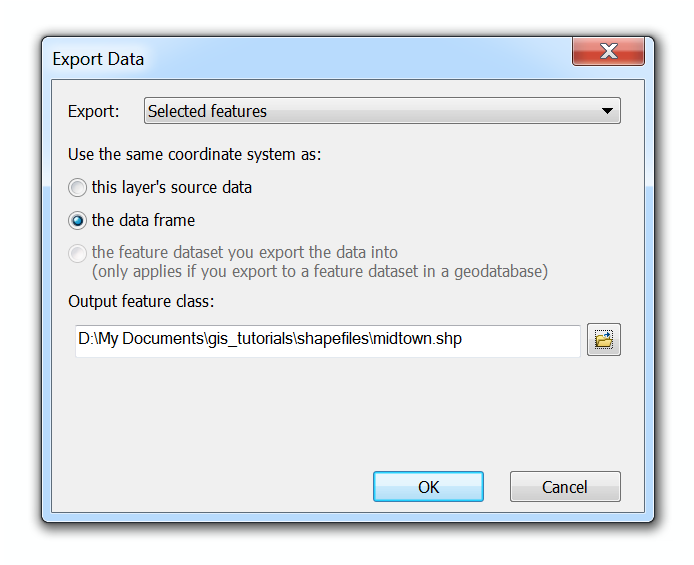 Export Data
Export: Selected features
Use the same coordinate system as:
this layer's source data
the data frame
the feature dataset you export the data into
(only applies if you export to a feature dataset in a geodatabase)
Output feature class:
D:\My Documents\gis_tutorials\shapefiles\midtown.shp
OK Cancel